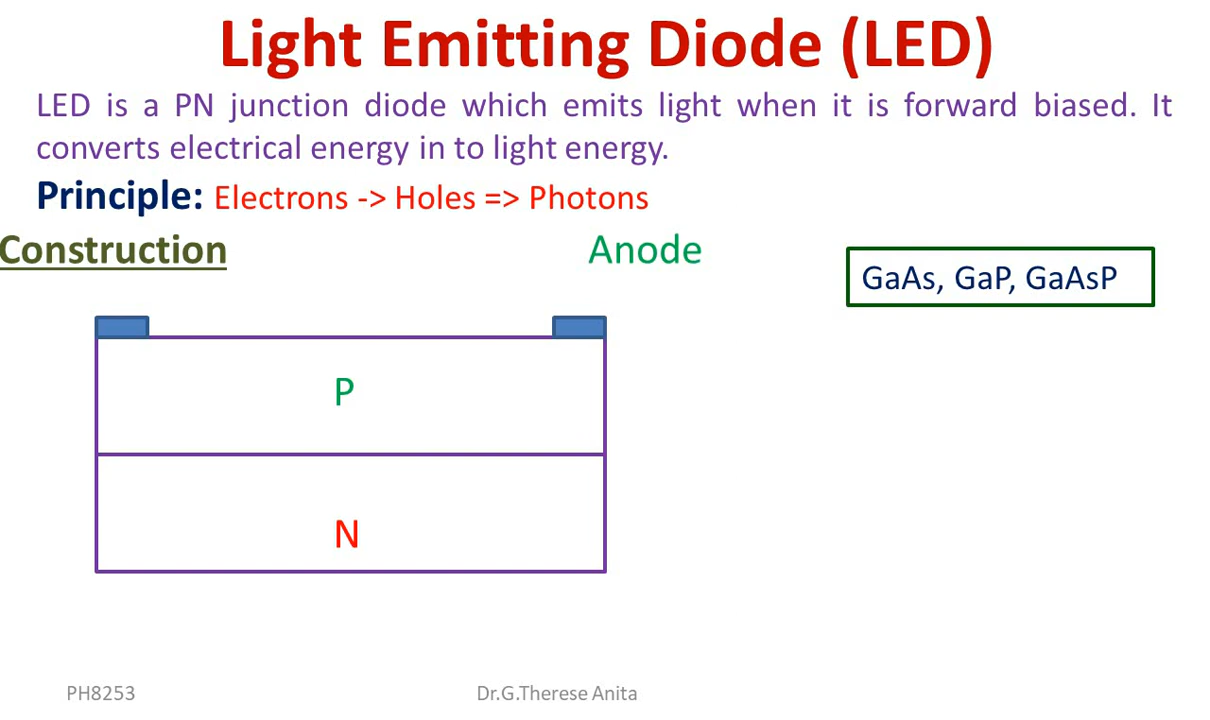 Light Emitting Diode (LED)
LED is a PN junction diode which emits light when it is forward biased. It
converts electrical energy in to light energy.
Principle: Electrons -> Holes => Photons
Construction
Anode
GaAs, GaP, GaAsP
P
N
PH8253
Dr.G.Therese Anita